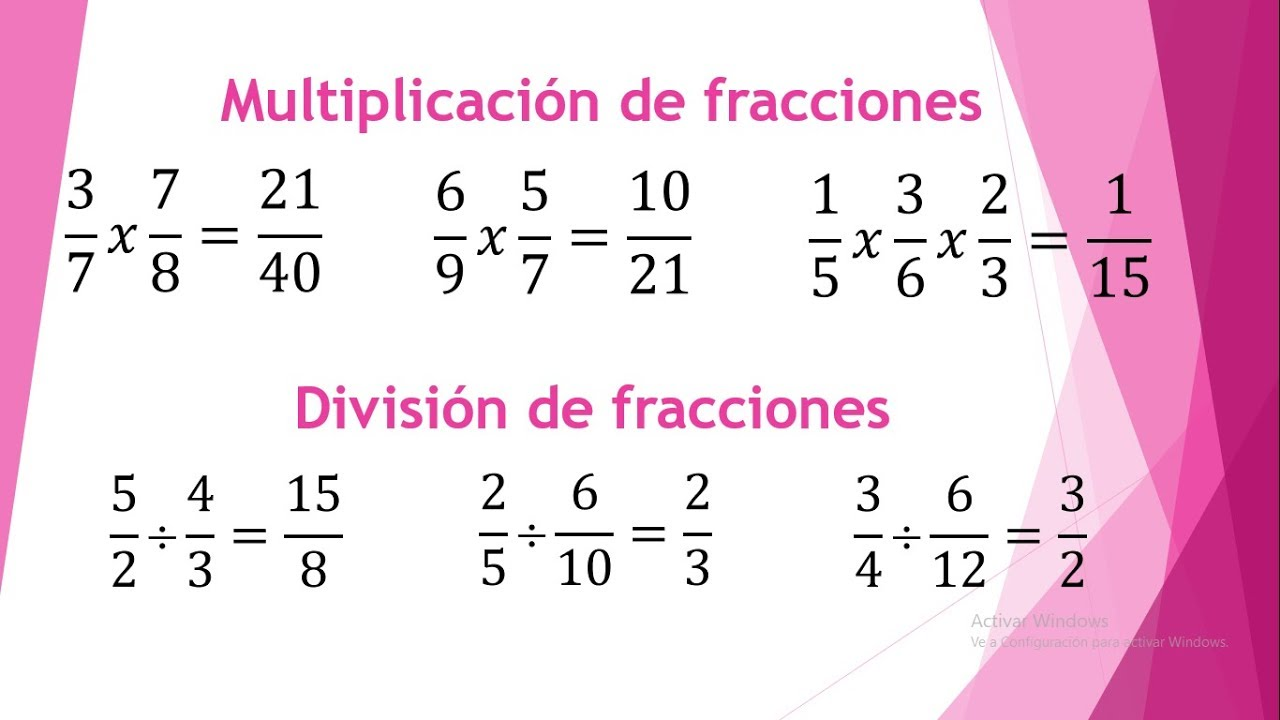 Multiplicación de fracciones
3/7 x 7/8 = 21/40   6/9 x 5/7 = 10/21   1/5 x 3/6 x 2/3 = 1/15
División de fracciones
5/2 ÷ 4/3 = 15/8   2/5 ÷ 6/10 = 2/3   3/4 ÷ 6/12 = 3/2
Activar Windows
Ve a Configuración para activar Windows.